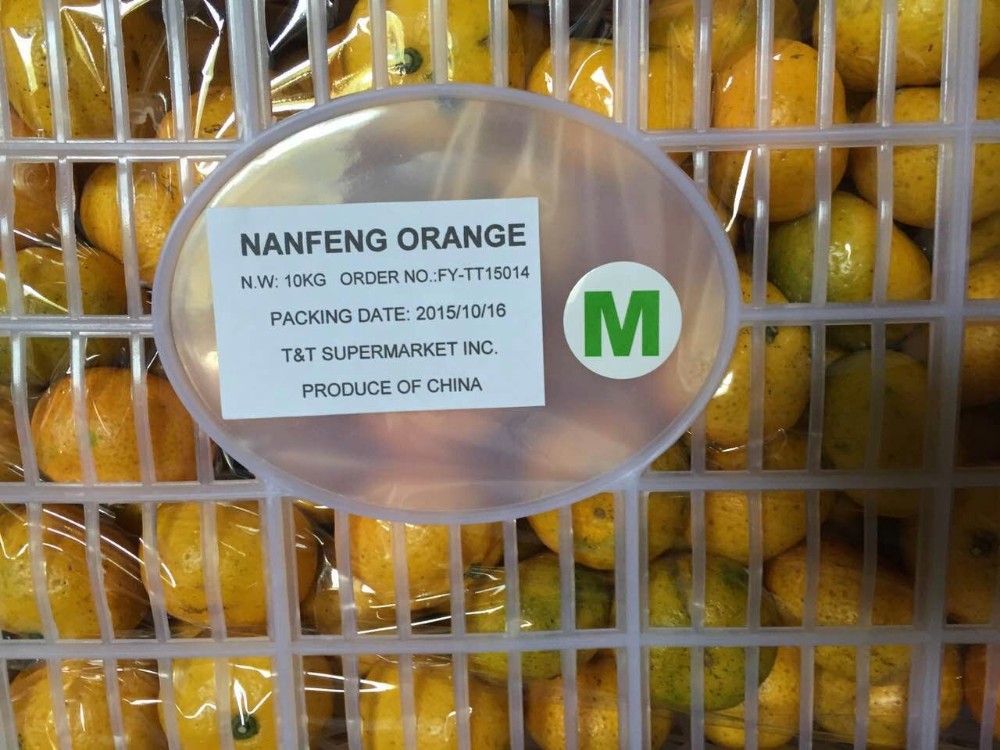 NANFENG ORANGE
N.W: 10KG ORDER NO.:FY-TT15014
PACKING DATE: 2015/10/16
T&T SUPERMARKET INC.
PRODUCE OF CHINA
M